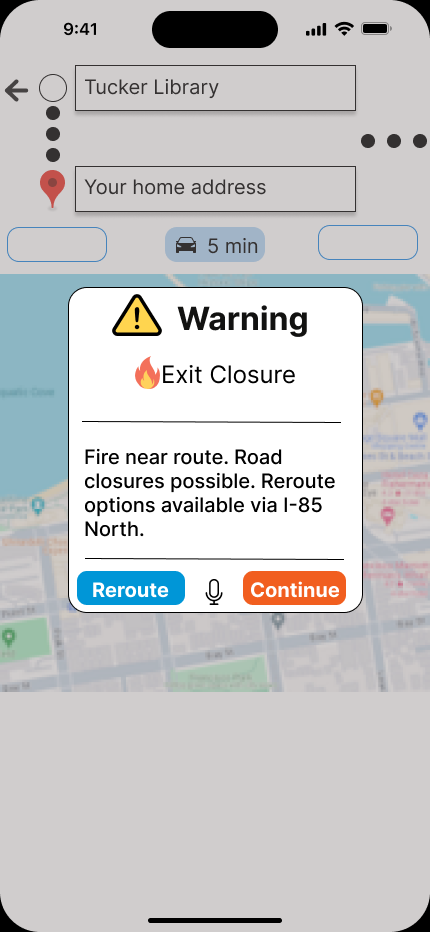 9:41
Tucker Library
Your home address
5 min
Warning
Exit Closure
Fire near route. Road
closures possible. Reroute
options available via I-85
North.
Reroute
Continue